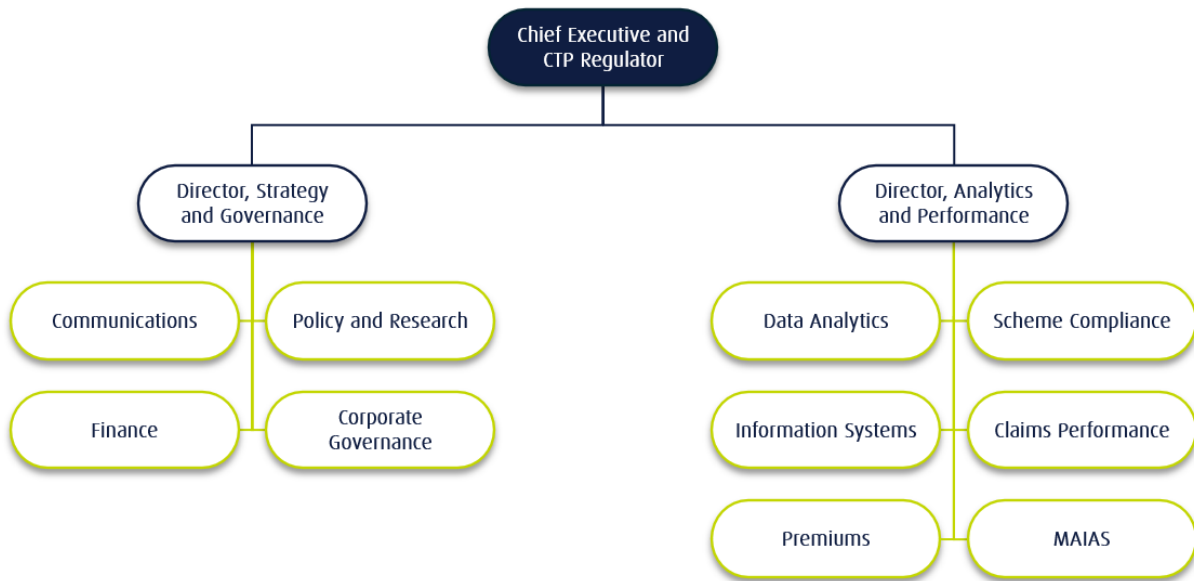 Chief Executive and
CTP Regulator
Director, Strategy
and Governance
Director, Analytics
and Performance
Communications
Policy and Research
Data Analytics
Scheme Compliance
Finance
Corporate
Governance
Information Systems
Claims Performance
Premiums
MAIAS